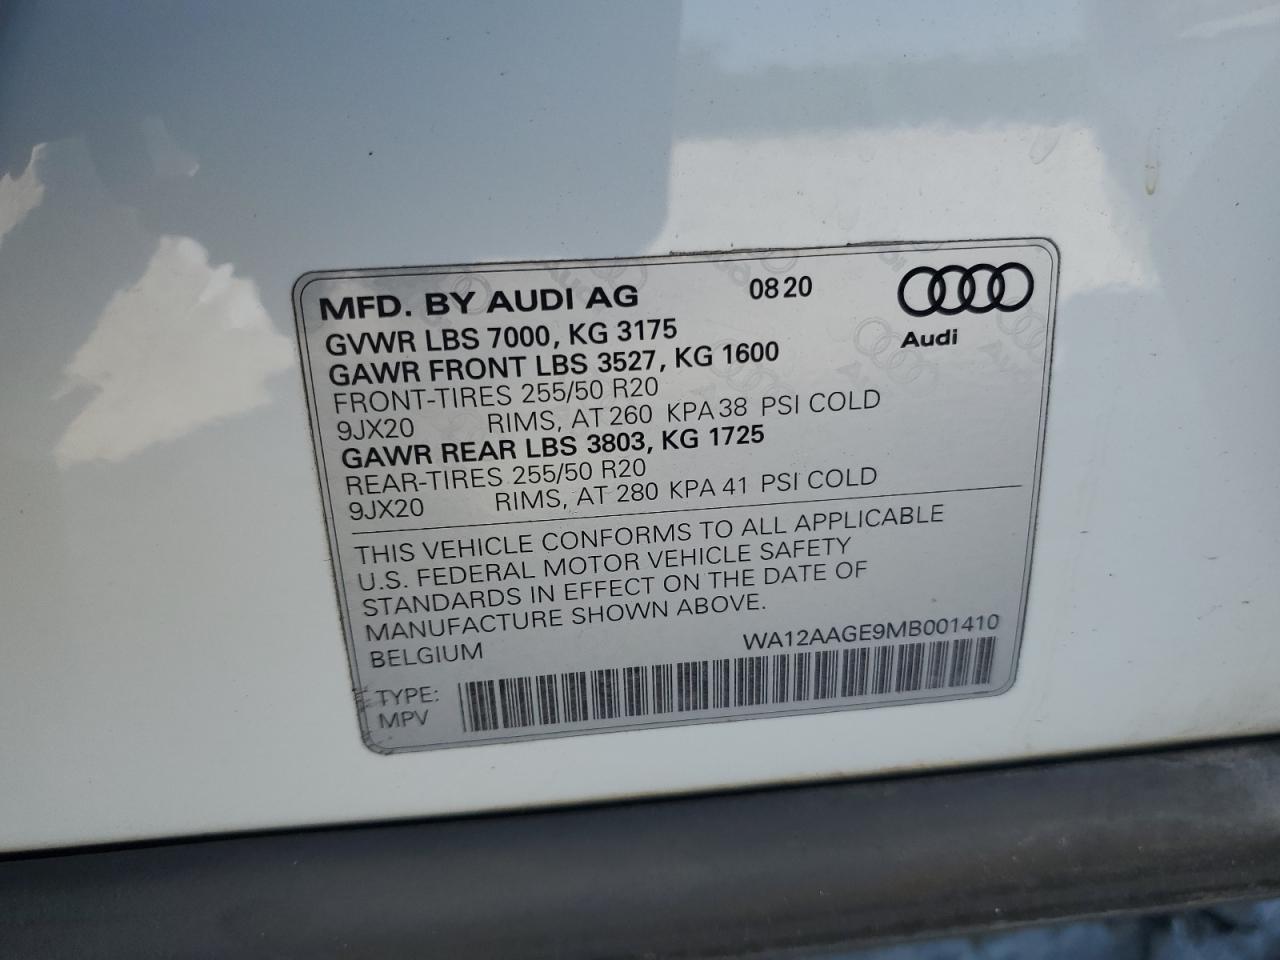 MFD. BY AUDI AG 08 20
Audi
GVWR LBS 7000, KG 3175
GAWR FRONT LBS 3527, KG 1600
FRONT-TIRES 255/50 R20
9JX20 RIMS, AT 260 KPA 38 PSI COLD
GAWR REAR LBS 3803, KG 1725
REAR-TIRES 255/50 R20
9JX20 RIMS, AT 280 KPA 41 PSI COLD
THIS VEHICLE CONFORMS TO ALL APPLICABLE
U.S. FEDERAL MOTOR VEHICLE SAFETY
STANDARDS IN EFFECT ON THE DATE OF
MANUFACTURE SHOWN ABOVE.
BELGIUM WA12AAGE9MB001410
TYPE:
MPV